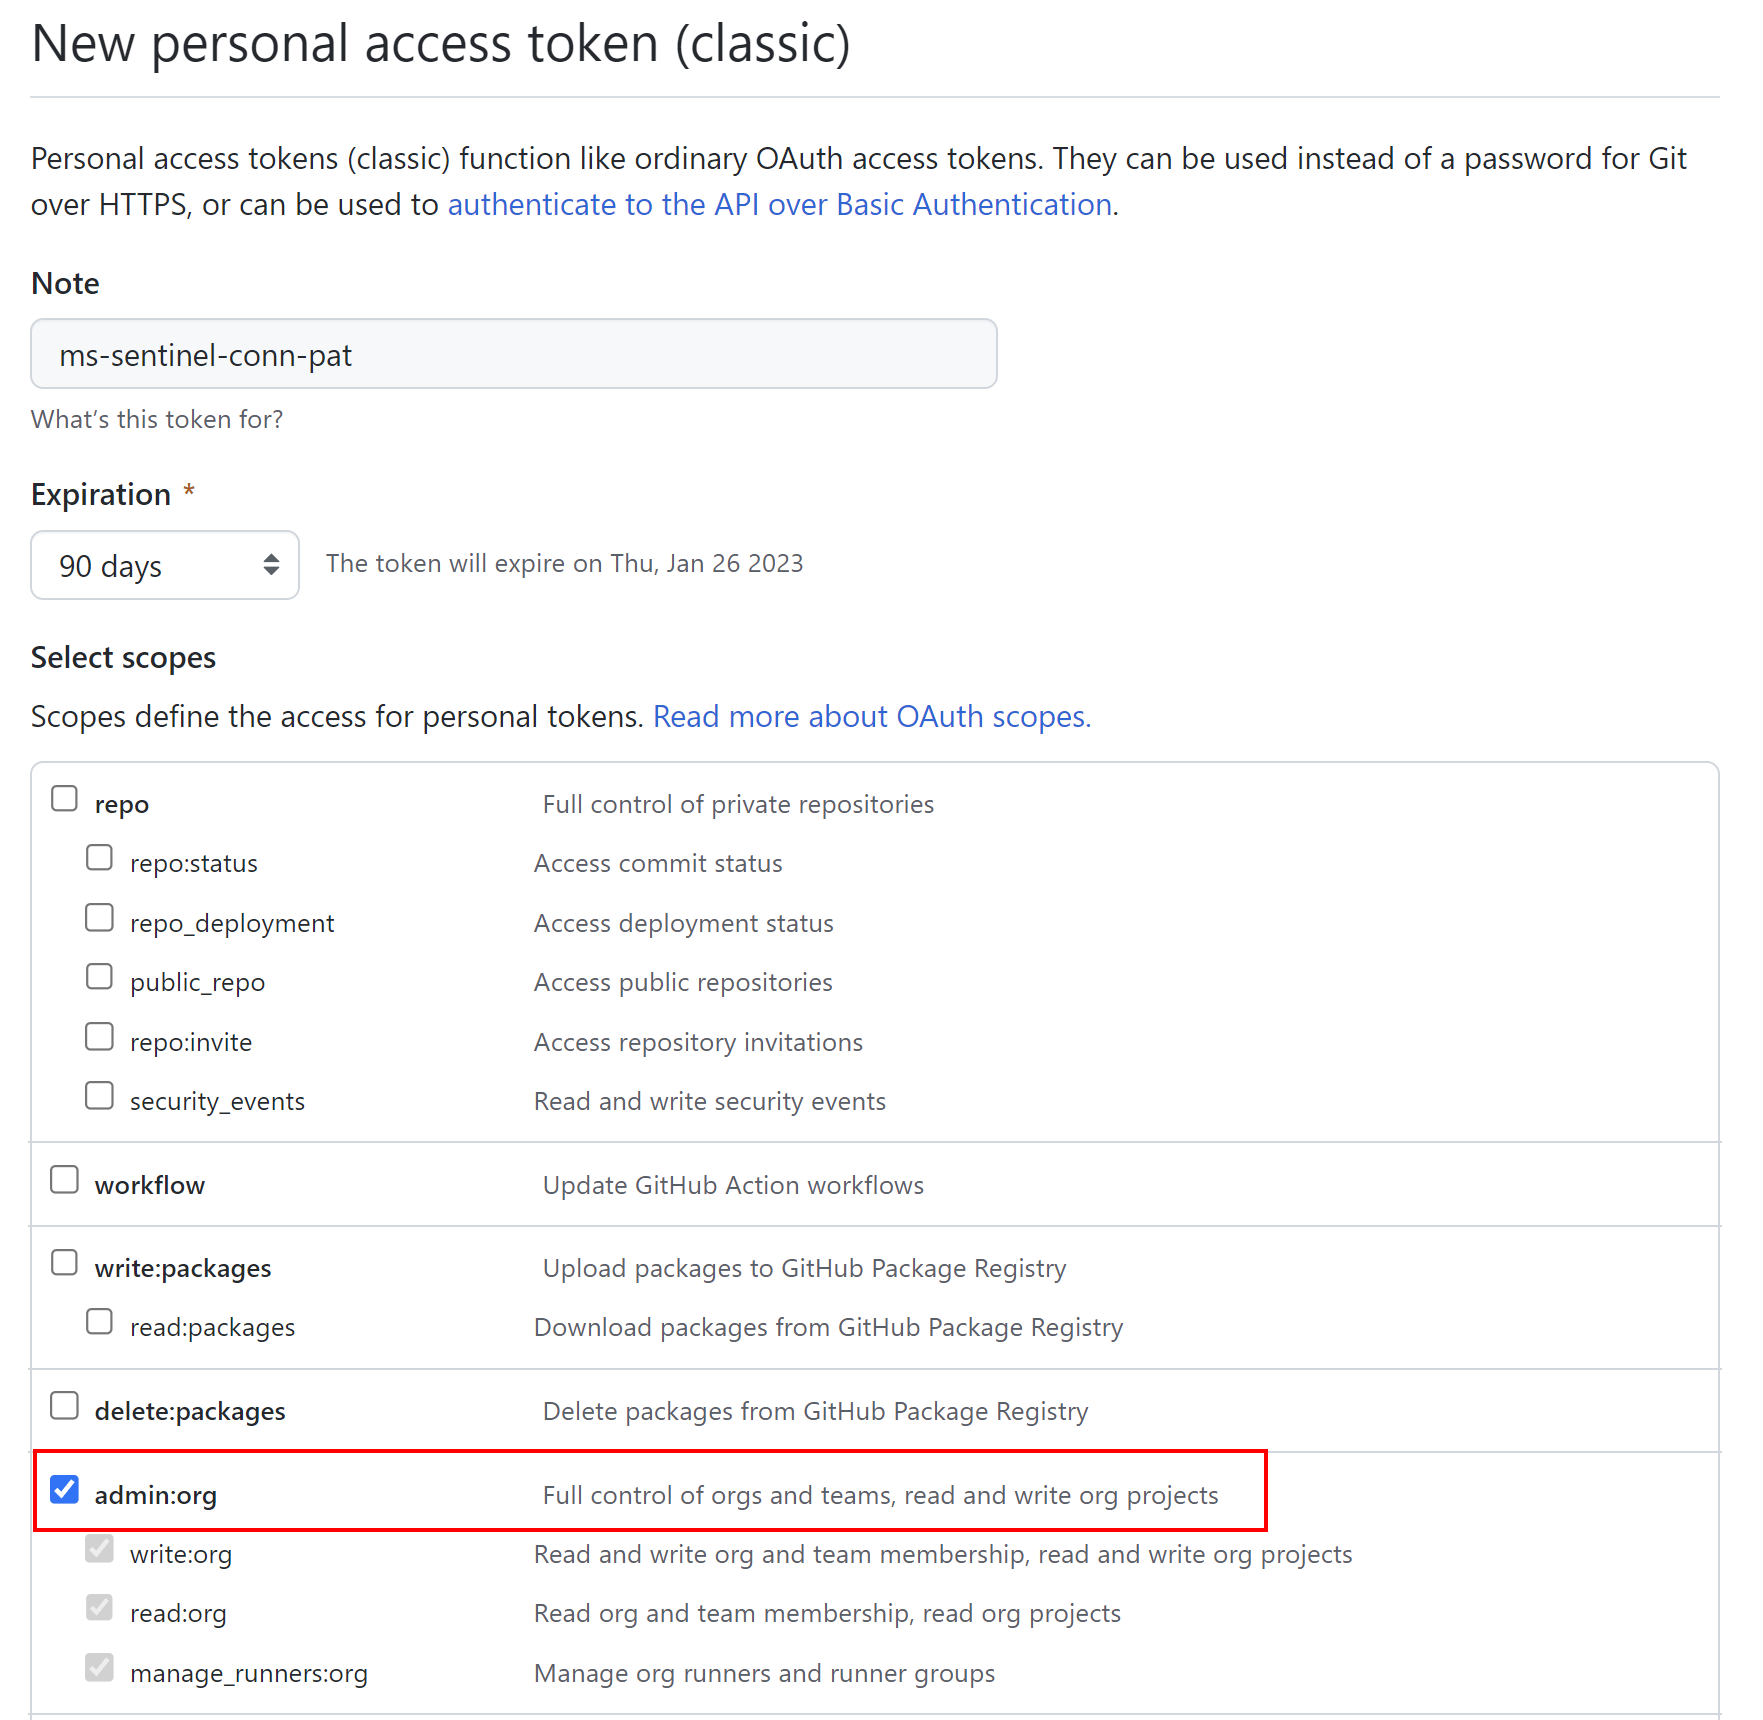 New personal access token (classic)
Personal access tokens (classic) function like ordinary OAuth access tokens. They can be used instead of a password for Git
over HTTPS, or can be used to authenticate to the API over Basic Authentication.
Note
ms-sentinel-conn-pat
What's this token for?
Expiration *
90 days The token will expire on Thu, Jan 26 2023
Select scopes
Scopes define the access for personal tokens. Read more about OAuth scopes.
repo Full control of private repositories
repo:status Access commit status
repo_deployment Access deployment status
public_repo Access public repositories
repo:invite Access repository invitations
security_events Read and write security events
workflow Update GitHub Action workflows
write:packages Upload packages to GitHub Package Registry
read:packages Download packages from GitHub Package Registry
delete:packages Delete packages from GitHub Package Registry
admin:org Full control of orgs and teams, read and write org projects
write:org Read and write org and team membership, read and write org projects
read:org Read org and team membership, read org projects
manage_runners:org Manage org runners and runner groups